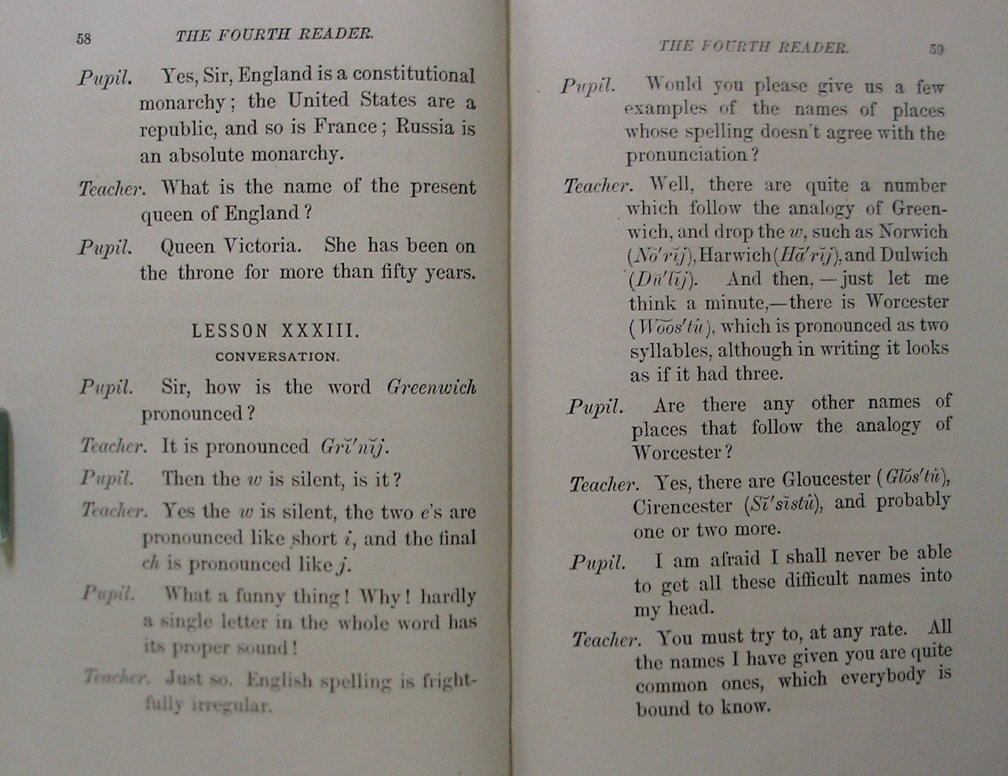 58
THE FOURTH READER.
Pupil. Yes, Sir, England is a constitutional
monarchy; the United States are a
republic, and so is France; Russia is
an absolute monarchy.
Teacher. What is the name of the present
queen of England?
Pupil. Queen Victoria. She has been on
the throne for more than fifty years.
LESSON XXXIII.
CONVERSATION.
Pupil. Sir, how is the word Greenwich
pronounced?
Teacher. It is pronounced Grĭ'nĭj.
Pupil. Then the w is silent, is it?
Teacher. Yes the w is silent, the two e's are
pronounced like short i, and the final
ch is pronounced like j.
Pupil. What a funny thing! Why! hardly
a single letter in the whole word has
its proper sound!
Teacher. Just so. English spelling is fright-
fully irregular.
THE FOURTH READER.
59
Pupil. Would you please give us a few
examples of the names of places
whose spelling doesn't agree with the
pronunciation?
Teacher. Well, there are quite a number
which follow the analogy of Green-
wich, and drop the w, such as Norwich
(Nŏ'rĭj), Harwich (Hă'rĭj), and Dulwich
(Dŭ'lĭj). And then, —just let me
think a minute,—there is Worcester
(Wo͝os'tû), which is pronounced as two
syllables, although in writing it looks
as if it had three.
Pupil. Are there any other names of
places that follow the analogy of
Worcester?
Teacher. Yes, there are Gloucester (Glŏs'tû),
Cirencester (Sĭ'sĭstû), and probably
one or two more.
Pupil. I am afraid I shall never be able
to get all these difficult names into
my head.
Teacher. You must try to, at any rate. All
the names I have given you are quite
common ones, which everybody is
bound to know.